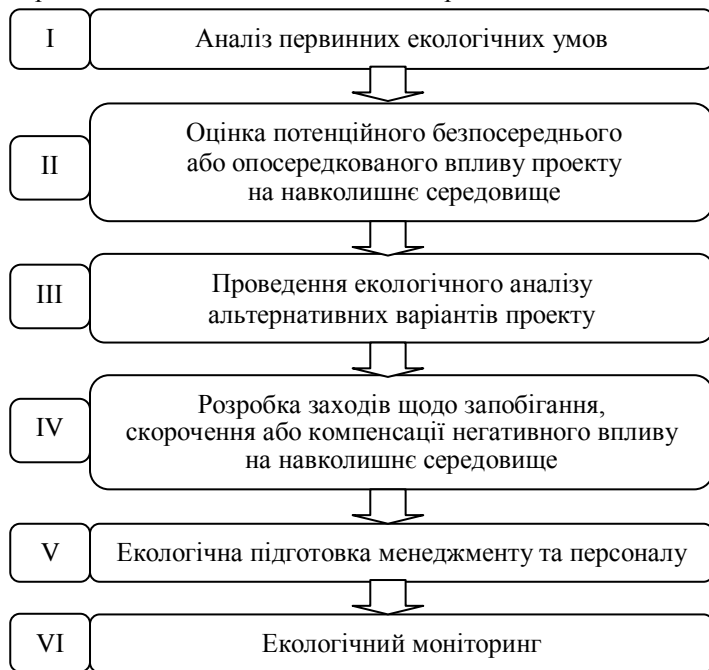 I
Аналіз первинних екологічних умов
II
Оцінка потенційного безпосереднього
або опосередкованого впливу проекту
на навколишнє середовище
III
Проведення екологічного аналізу
альтернативних варіантів проекту
IV
Розробка заходів щодо запобігання,
скорочення або компенсації негативного впливу
на навколишнє середовище
V
Екологічна підготовка менеджменту та персоналу
VI
Екологічний моніторинг